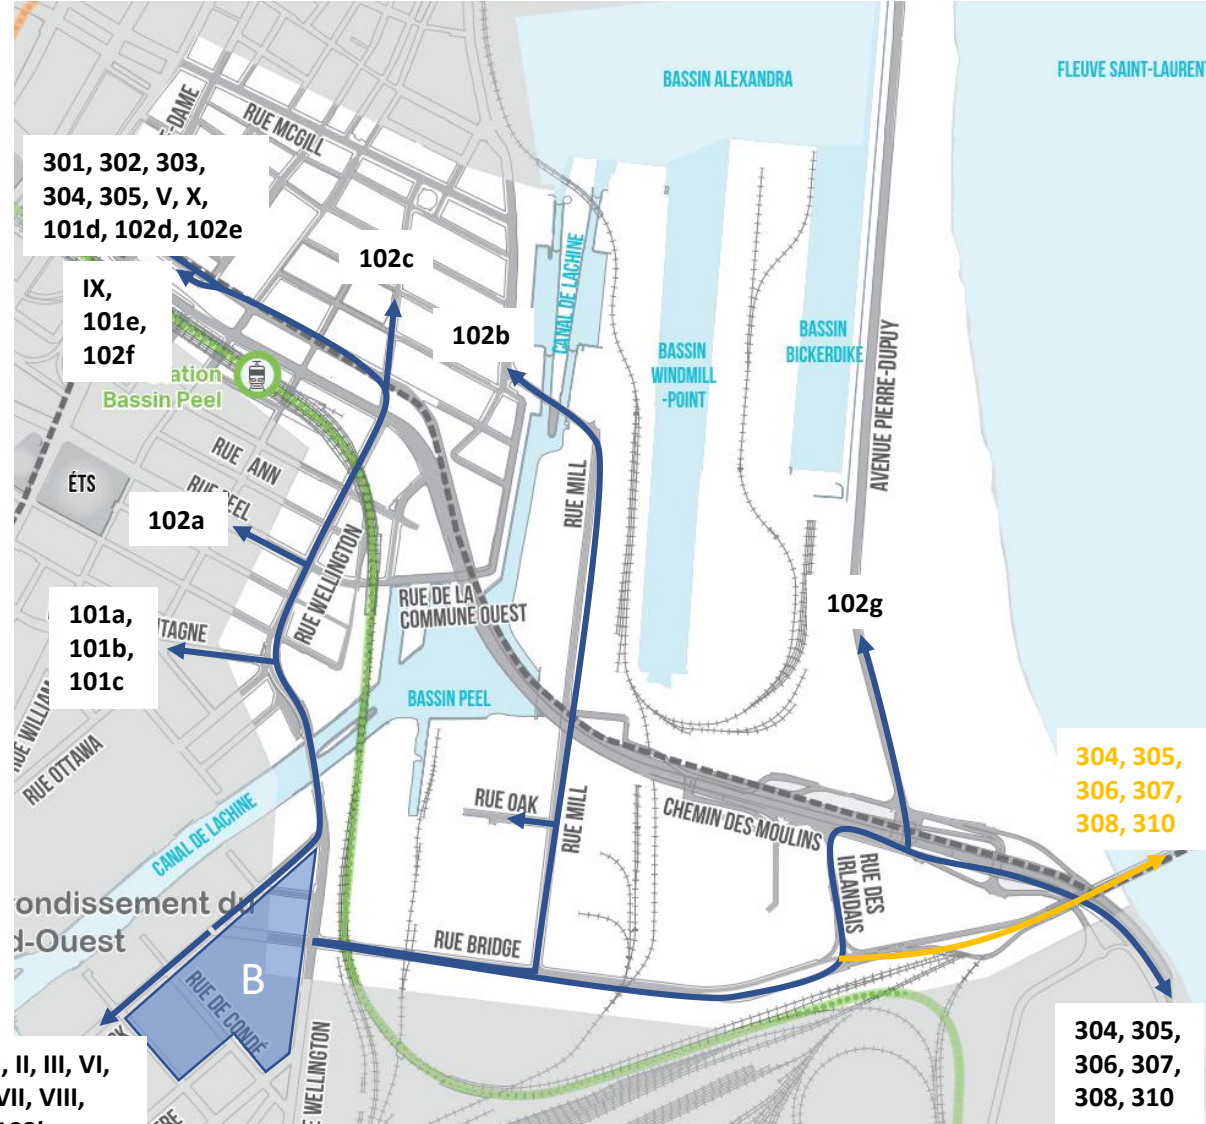 BASSIN ALEXANDRA
FLEUVE SAINT-LAURENT
-DAME
RUE MCGILL
301, 302, 303,
304, 305, V, X,
101d, 102d, 102e
102c
IX,
101e,
102f
102b
CANAL DE LACHINE
BASSIN
WINDMILL
-POINT
BASSIN
BICKERDIKE
AVENUE PIERRE-DUPUY
ation
Bassin Peel
RUE ANN
ÉTS
102a
RUE MILL
RUE WELLINGTON
RUE DE LA
COMMUNE OUEST
102g
101a,
101b,
101c
TAGNE
RUE WILLIAM
RUE OTTAWA
BASSIN PEEL
304, 305,
306, 307,
308, 310
RUE OAK
RUE MILL
CHEMIN DES MOULINS
CANAL DE LACHINE
RUE DES
IRLANDAIS
ondissement du
d-Ouest
RUE BRIDGE
B
RUE DE CONDÉ
WELLINGTON
304, 305,
306, 307,
308, 310
, II, III, VI,
VII, VIII,